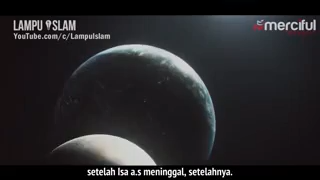 LAMPU ISLAM
YouTube.com/c/LampuIslam
merciful
setelah Isa a.s meninggal, setelahnya.